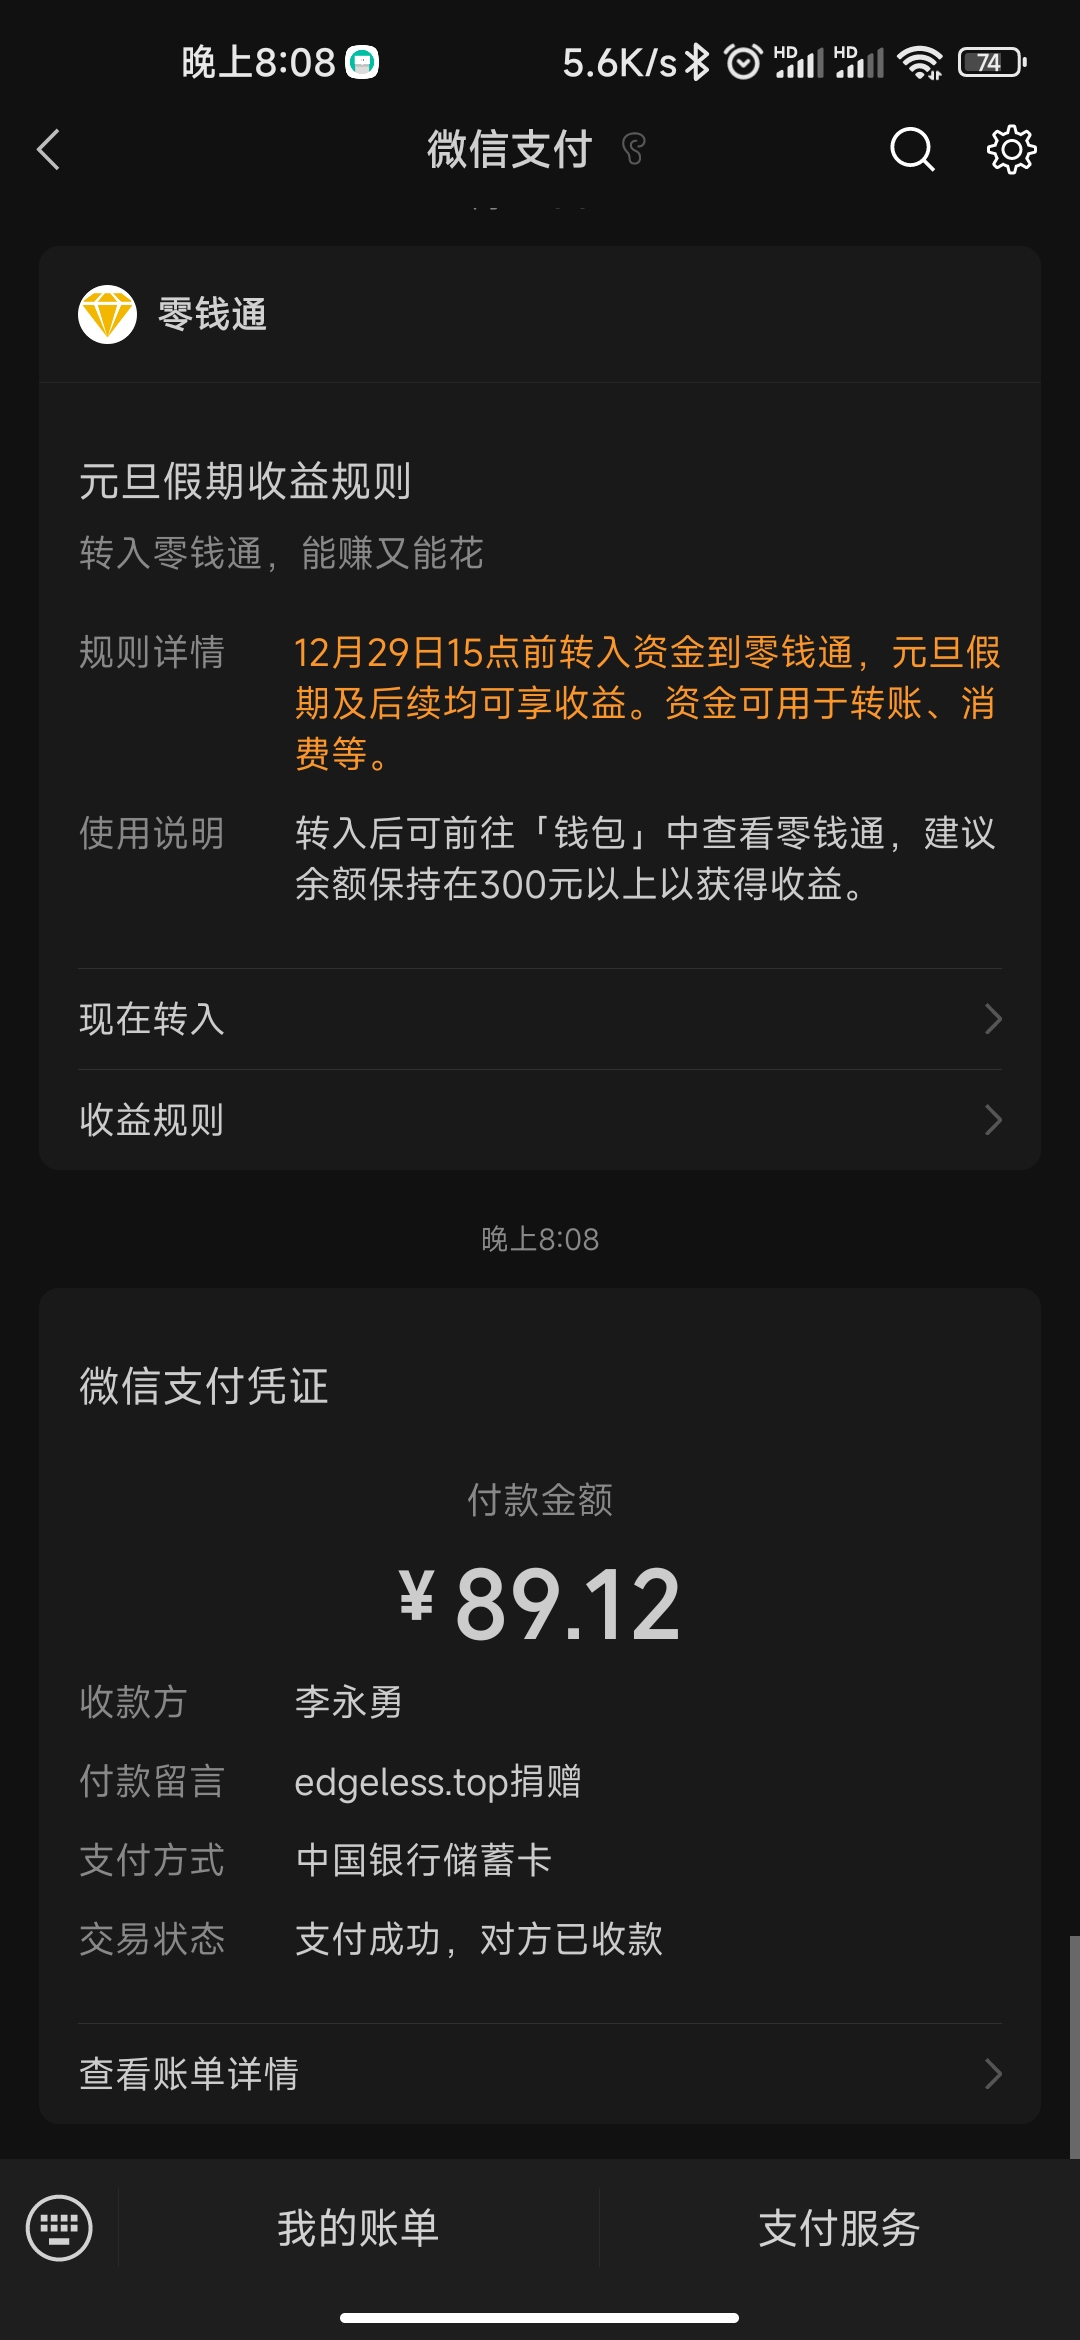 晚上8:08
5.6K/s
HD
HD
74
微信支付
零钱通
元旦假期收益规则
转入零钱通，能赚又能花
规则详情
12月29日15点前转入资金到零钱通，元旦假
期及后续均可享收益。资金可用于转账、消
费等。
使用说明
转入后可前往「钱包」中查看零钱通，建议
余额保持在300元以上以获得收益。
现在转入
收益规则
晚上8:08
微信支付凭证
付款金额
¥89.12
收款方
李永勇
付款留言
edgeless.top捐赠
支付方式
中国银行储蓄卡
交易状态
支付成功，对方已收款
查看账单详情
我的账单
支付服务